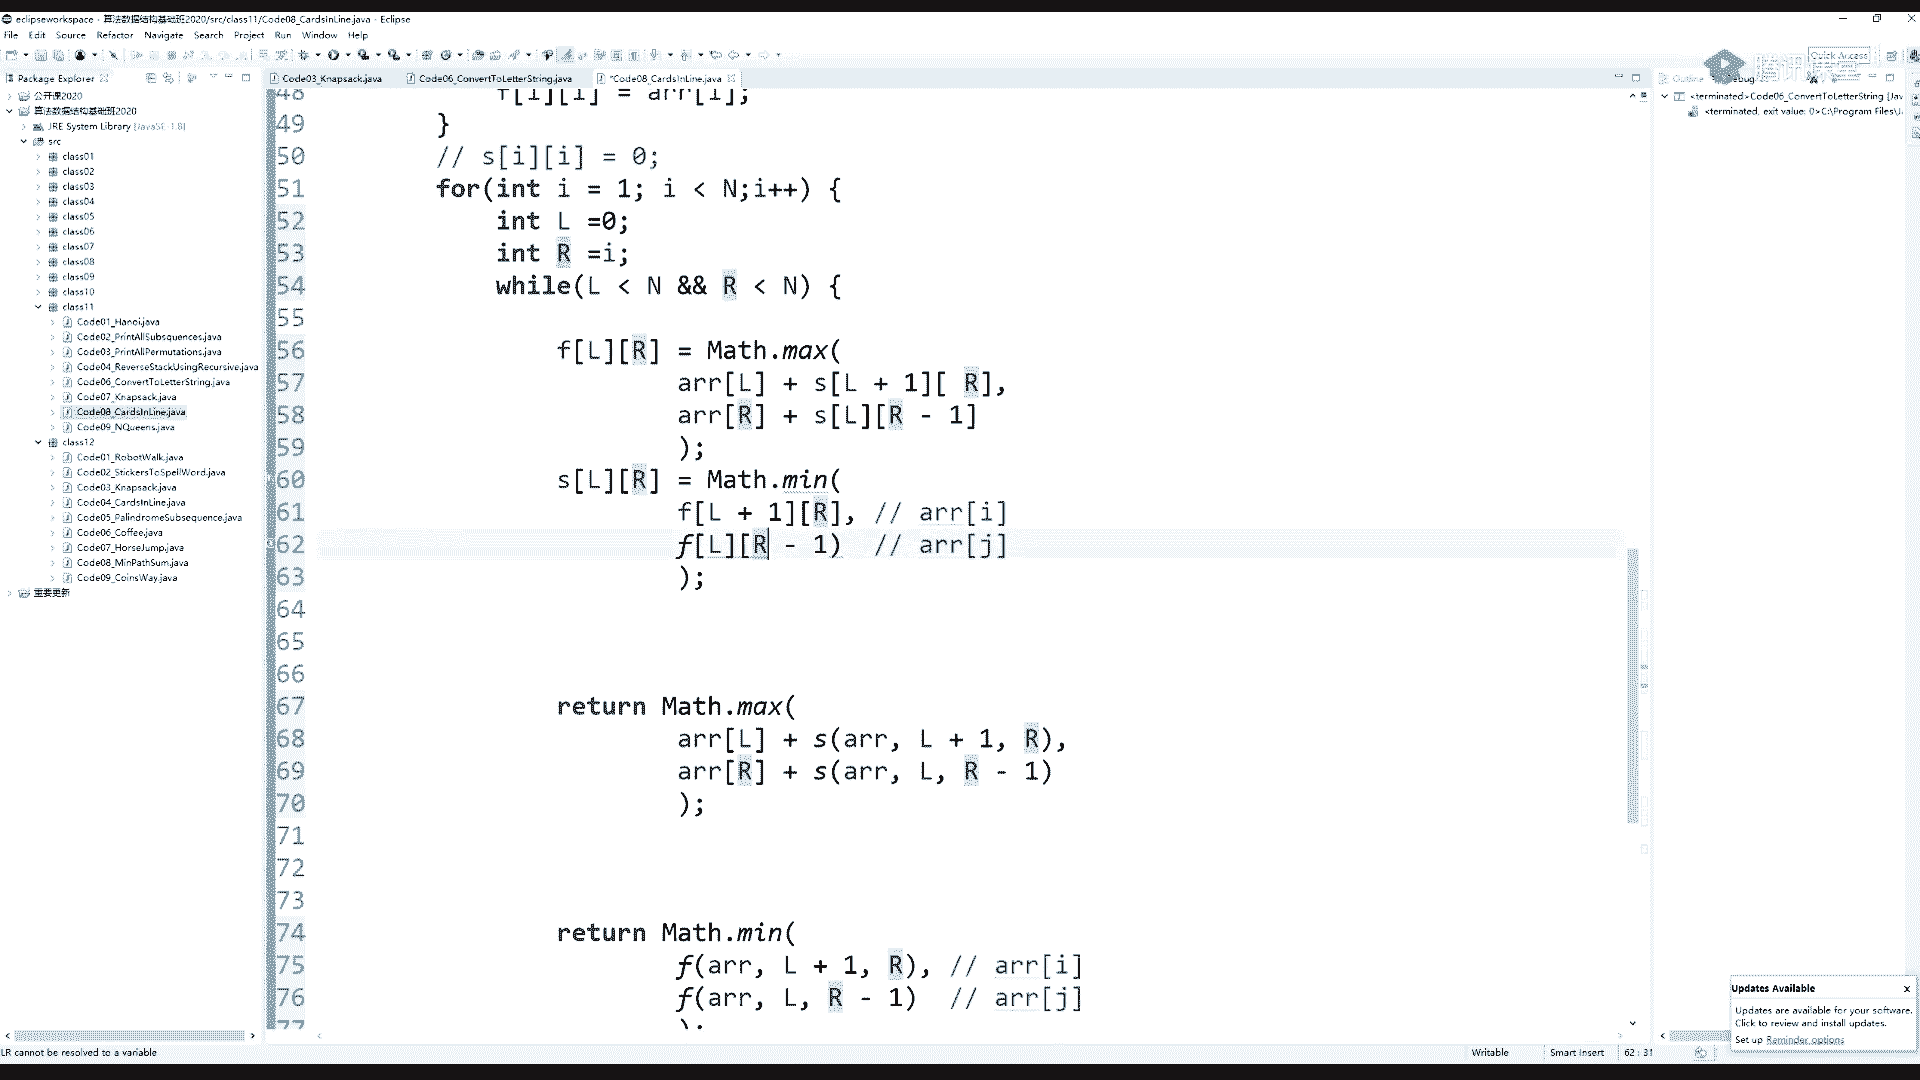 eclipseworkspace - 算法数据结构基础班2020/src/class11/Code08_CardsInLine.java - Eclipse
File Edit Source Refactor Navigate Search Project Run Window Help
Quick Access
Package Explorer
Code03_Knapsack.java
Code06_ConvertToLetterString.java
*Code08_CardsInLine.java
Outline
Debug
公开课2020
算法数据结构基础班2020
JRE System Library [JavaSE-1.8]
src
class01
class02
class03
class04
class05
class06
class07
class08
class09
class10
class11
Code01_Hanoi.java
Code02_PrintAllSubsquences.java
Code03_PrintAllPermutations.java
Code04_ReverseStackUsingRecursive.java
Code06_ConvertToLetterString.java
Code07_Knapsack.java
Code08_CardsInLine.java
Code09_NQueens.java
class12
Code01_RobotWalk.java
Code02_StickersToSpellWord.java
Code03_Knapsack.java
Code04_CardsInLine.java
Code05_PalindromeSubsequence.java
Code06_Coffee.java
Code07_HorseJump.java
Code08_MinPathSum.java
Code09_CoinsWay.java
重要更新
48 f[i][i] = arr[i];
49 }
50 // s[i][i] = 0;
51 for(int i = 1; i < N;i++) {
52 int L =0;
53 int R =i;
54 while(L < N && R < N) {
55
56 f[L][R] = Math.max(
57 arr[L] + s[L + 1][ R],
58 arr[R] + s[L][R - 1]
59 );
60 s[L][R] = Math.min(
61 f[L + 1][R], // arr[i]
62 f[L][R - 1) // arr[j]
63 );
64
65
66
67 return Math.max(
68 arr[L] + s(arr, L + 1, R),
69 arr[R] + s(arr, L, R - 1)
70 );
71
72
73
74 return Math.min(
75 f(arr, L + 1, R), // arr[i]
76 f(arr, L, R - 1) // arr[j]
77 );
<terminated>Code06_ConvertToLetterString [Jav
<terminated, exit value: 0>C:\Program Files\J
Updates Available
Updates are available for your software.
Click to review and install updates.
Set up Reminder options
LR cannot be resolved to a variable
Writable
Smart Insert
62 : 31